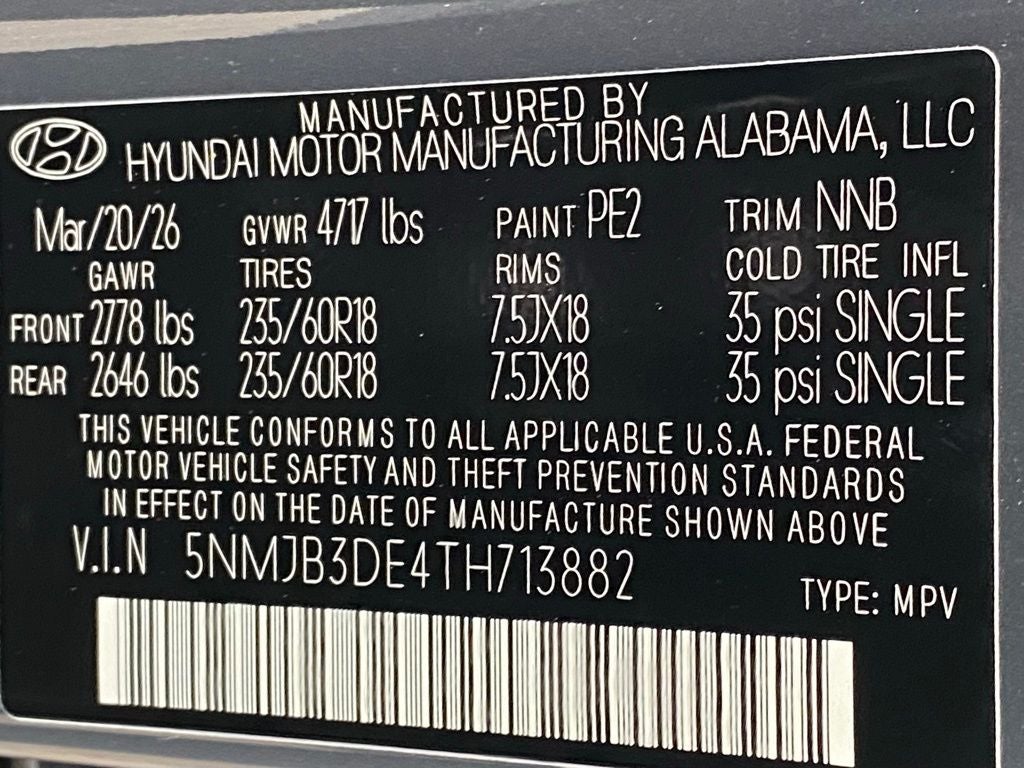 MANUFACTURED BY
HYUNDAI MOTOR MANUFACTURING ALABAMA, LLC
Mar/20/26 GVWR 4717 lbs PAINT PE2 TRIM NNB
GAWR TIRES RIMS COLD TIRE INFL
FRONT 2778 lbs 235/60R18 7.5JX18 35 psi SINGLE
REAR 2646 lbs 235/60R18 7.5JX18 35 psi SINGLE
THIS VEHICLE CONFORMS TO ALL APPLICABLE U.S.A. FEDERAL
MOTOR VEHICLE SAFETY AND THEFT PREVENTION STANDARDS
IN EFFECT ON THE DATE OF MANUFACTURE SHOWN ABOVE
V.I.N 5NMJB3DE4TH713882
TYPE: MPV